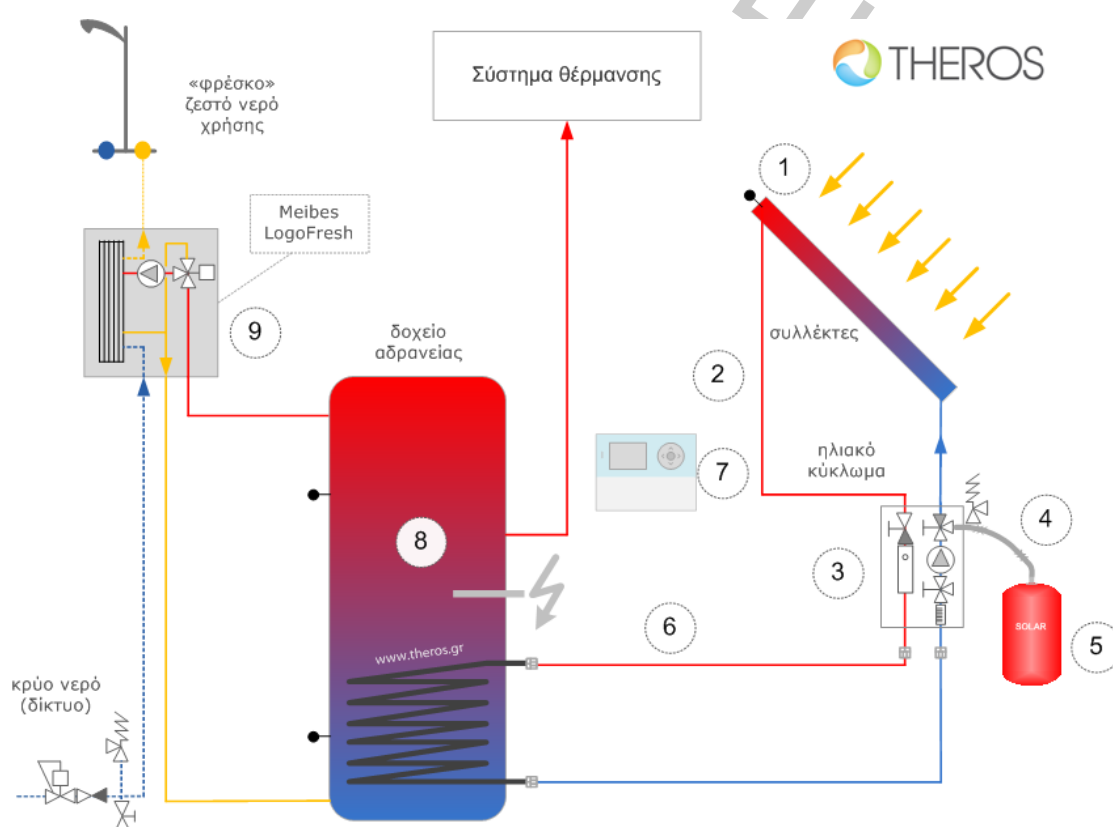 THEROS
Σύστημα θέρμανσης
«φρέσκο»
ζεστό νερό
χρήσης
1
Meibes
LogoFresh
9
δοχείο
αδρανείας
συλλέκτες
2
7
ηλιακό
κύκλωμα
4
8
3
SOLAR
5
6
www.theros.gr
κρύο νερό
(δίκτυο)